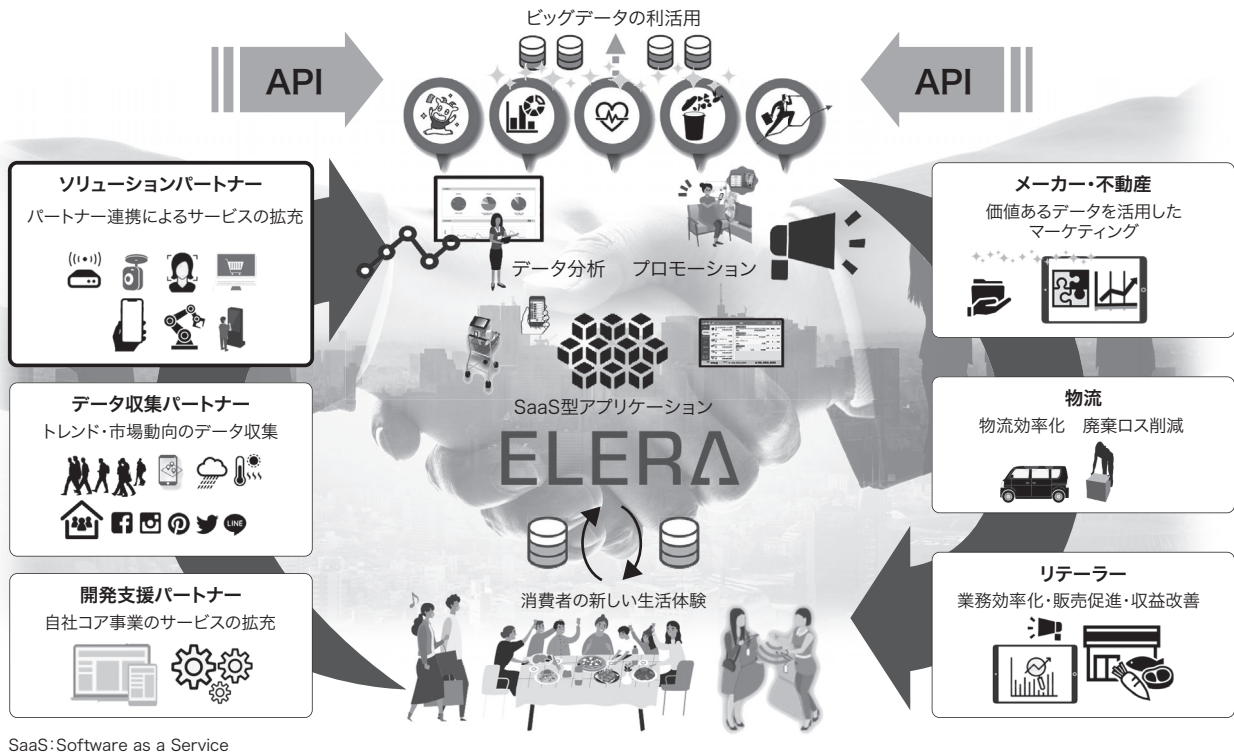 ビッグデータの利活用
API
API
ソリューションパートナー
パートナー連携によるサービスの拡充
データ収集パートナー
トレンド・市場動向のデータ収集
LINE
開発支援パートナー
自社コア事業のサービスの拡充
データ分析
プロモーション
SaaS型アプリケーション
ELERA
消費者の新しい生活体験
メーカー・不動産
価値あるデータを活用した
マーケティング
物流
物流効率化　廃棄ロス削減
リテーラー
業務効率化・販売促進・収益改善
SaaS：Software as a Service